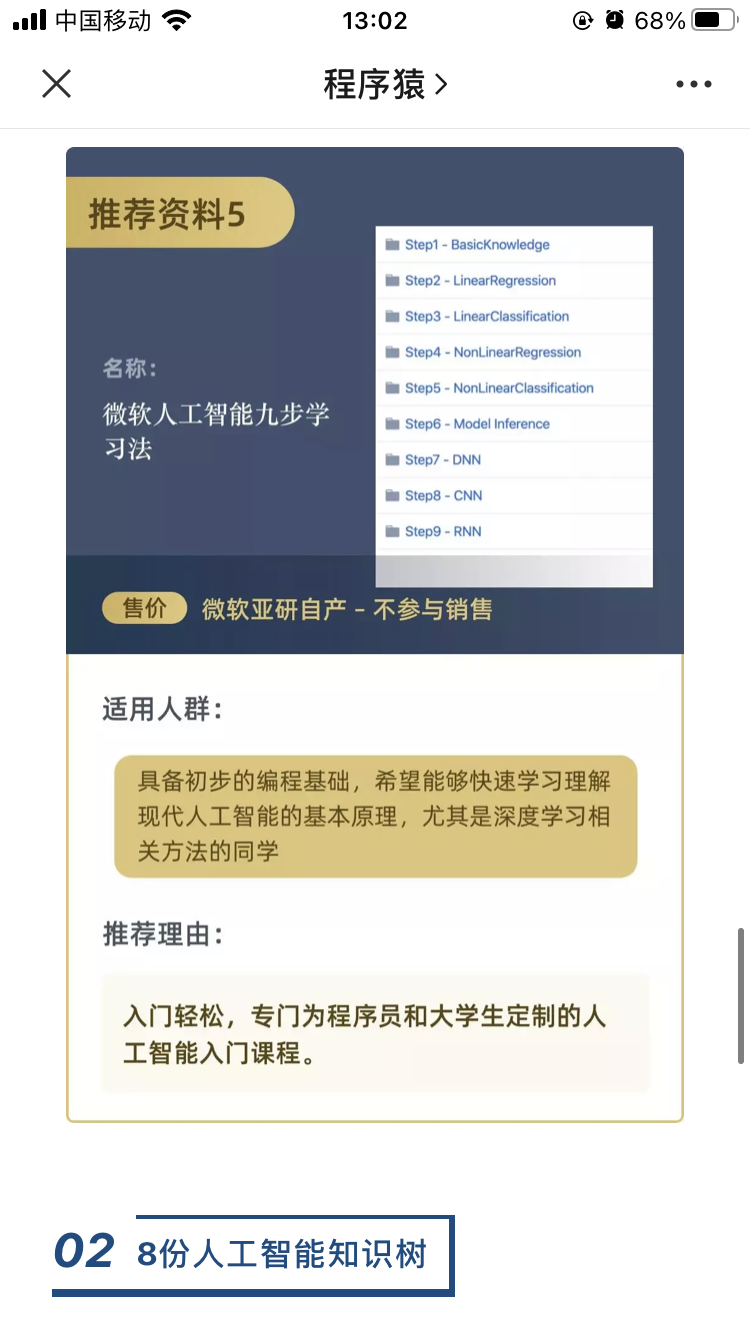 中国移动 13:02 68%
程序猿
推荐资料5
Step1 - BasicKnowledge
Step2 - LinearRegression
Step3 - LinearClassification
Step4 - NonLinearRegression
Step5 - NonLinearClassification
Step6 - Model Inference
Step7 - DNN
Step8 - CNN
Step9 - RNN
名称：
微软人工智能九步学
习法
售价 微软亚研自产 – 不参与销售
适用人群：
具备初步的编程基础，希望能够快速学习理解
现代人工智能的基本原理，尤其是深度学习相
关方法的同学
推荐理由：
入门轻松，专门为程序员和大学生定制的人
工智能入门课程。
02 8份人工智能知识树